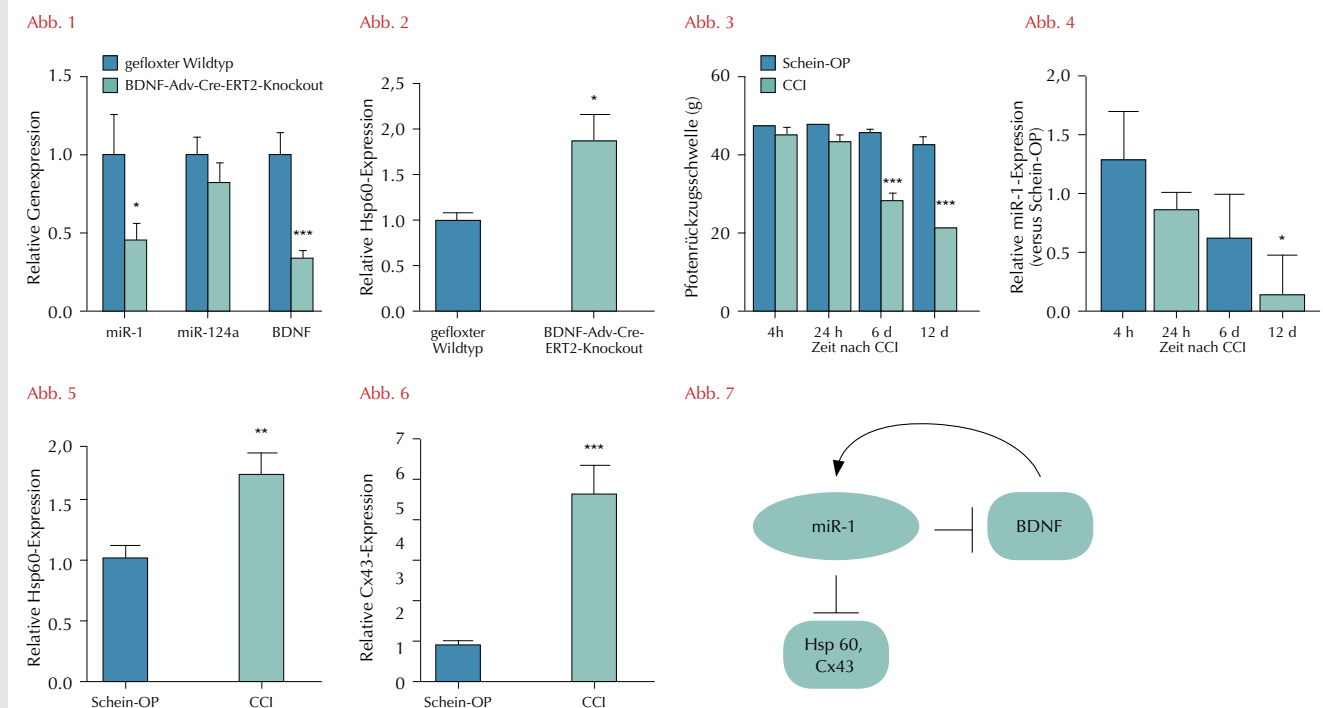 Abb. 1
gefloxter Wildtyp
BDNF-Adv-Cre-ERT2-Knockout
Relative Genexpression
1.5
1.0
0.5
0.0
*
***
miR-1 miR-124a BDNF
Abb. 2
Relative Hsp60-Expression
2,5
2,0
1.5
1.0
0.5
0.0
*
gefloxter
Wildtyp
BDNF-Adv-Cre-
ERT2-Knockout
Abb. 3
Schein-OP
CCI
Pfotenrückzugsschwelle (g)
60
40
20
0
***
***
4h 24 h 6 d 12 d
Zeit nach CCI
Abb. 4
Relative miR-1-Expression
(versus Schein-OP)
2,0
1.5
1.0
0.5
0.0
*
4 h 24 h 6 d 12 d
Zeit nach CCI
Abb. 5
Relative Hsp60-Expression
2,0
1.5
1.0
0.5
0.0
**
Schein-OP CCI
Abb. 6
Relative Cx43-Expression
7
6
5
4
3
2
1
0
***
Schein-OP CCI
Abb. 7
miR-1
BDNF
Hsp 60,
Cx43